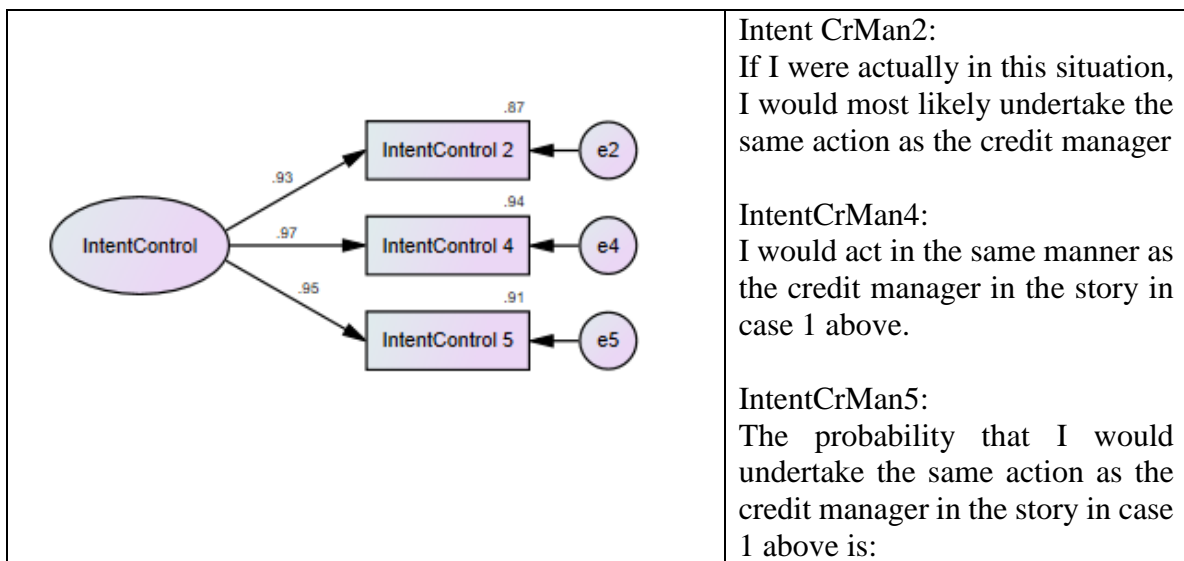 .87
IntentControl 2
e2
.93
.94
IntentControl
.97
IntentControl 4
e4
.95
.91
IntentControl 5
e5
Intent CrMan2:
If I were actually in this situation,
I would most likely undertake the
same action as the credit manager
IntentCrMan4:
I would act in the same manner as
the credit manager in the story in
case 1 above.
IntentCrMan5:
The probability that I would
undertake the same action as the
credit manager in the story in case
1 above is: